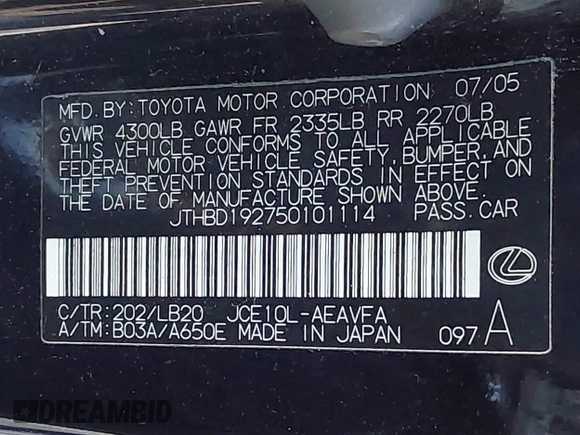 MFD.BY:TOYOTA MOTOR CORPORATION 07/05
GVWR 4300LB GAWR FR 2335LB RR 2270LB
THIS VEHICLE CONFORMS TO ALL APPLICABLE
FEDERAL MOTOR VEHICLE SAFETY,BUMPER,AND
THEFT PREVENTION STANDARDS IN EFFECT ON
THE DATE OF MANUFACTURE SHOWN ABOVE.
JTHBD192750101114 PASS.CAR
C/TR:202/LB20 JCE10L-AEAVFA
A/TM:B03A/A650E MADE IN JAPAN 097 A
DREAMBID